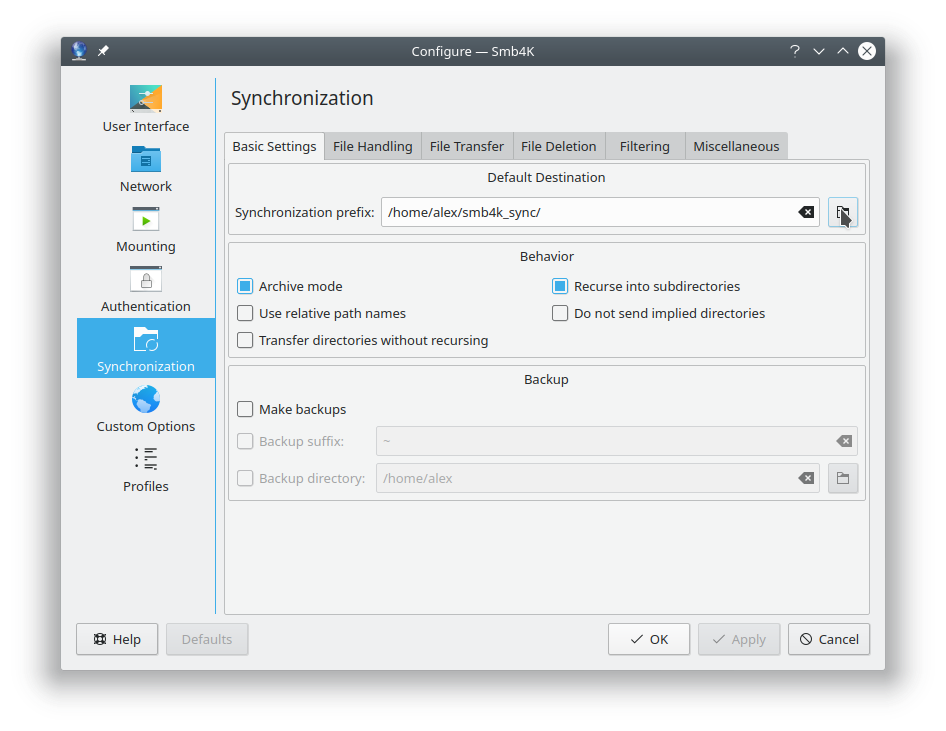 Configure — Smb4K
?
User Interface
Network
Mounting
Authentication
Synchronization
Custom Options
Profiles
Synchronization
Basic Settings File Handling File Transfer File Deletion Filtering Miscellaneous
Default Destination
Synchronization prefix: /home/alex/smb4k_sync/
Behavior
Archive mode Recurse into subdirectories
Use relative path names Do not send implied directories
Transfer directories without recursing
Backup
Make backups
Backup suffix: ~
Backup directory: /home/alex
Help Defaults OK Apply Cancel